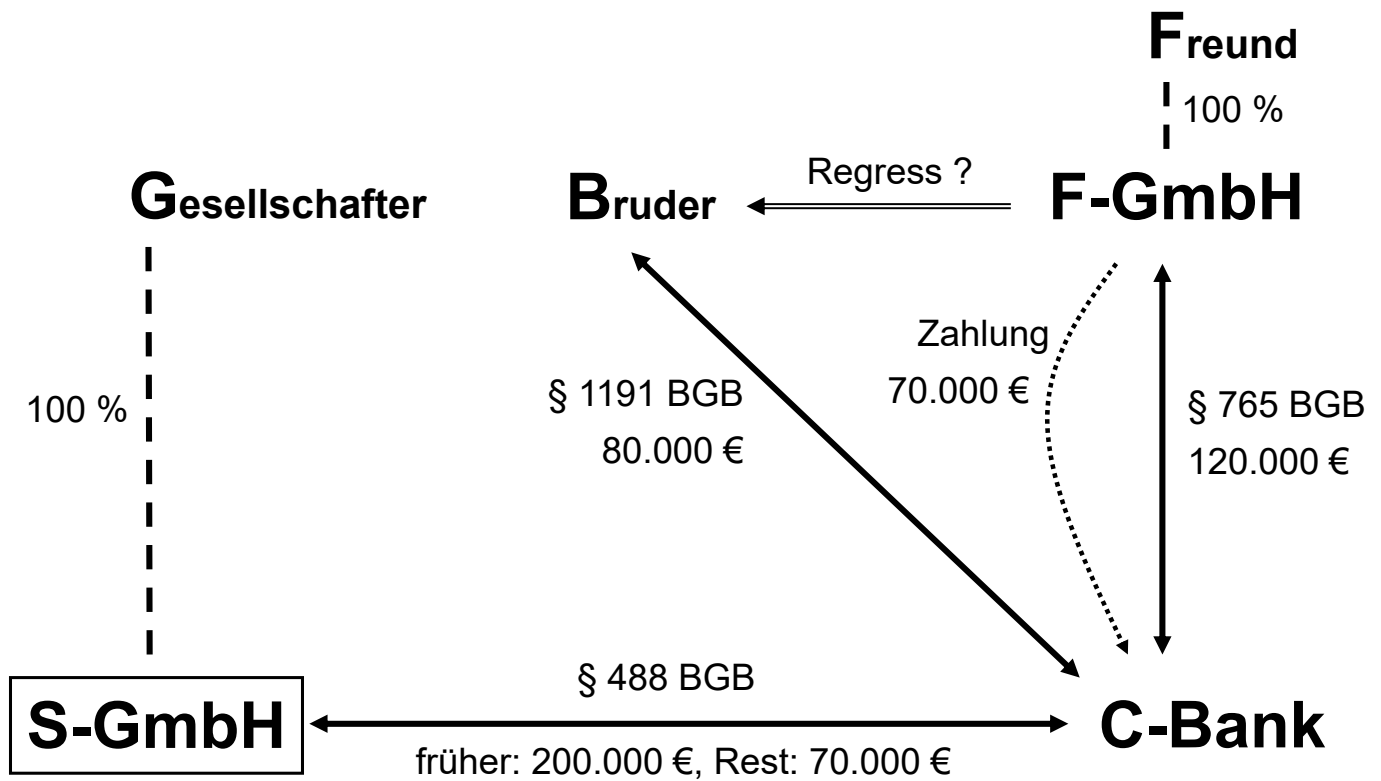 Freund
100 %
Regress ?
Gesellschafter
Bruder
F-GmbH
Zahlung
70.000 €
§ 1191 BGB
80.000 €
100 %
§ 765 BGB
120.000 €
§ 488 BGB
S-GmbH
C-Bank
früher: 200.000 €, Rest: 70.000 €